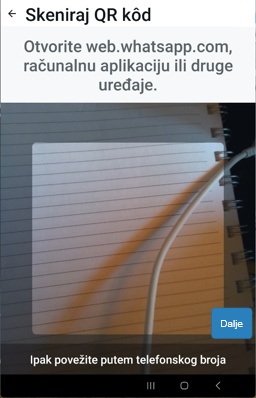 Skeniraj QR kôd
Otvorite web.whatsapp.com,
računalnu aplikaciju ili druge
uređaje.
Dalje
Ipak povežite putem telefonskog broja